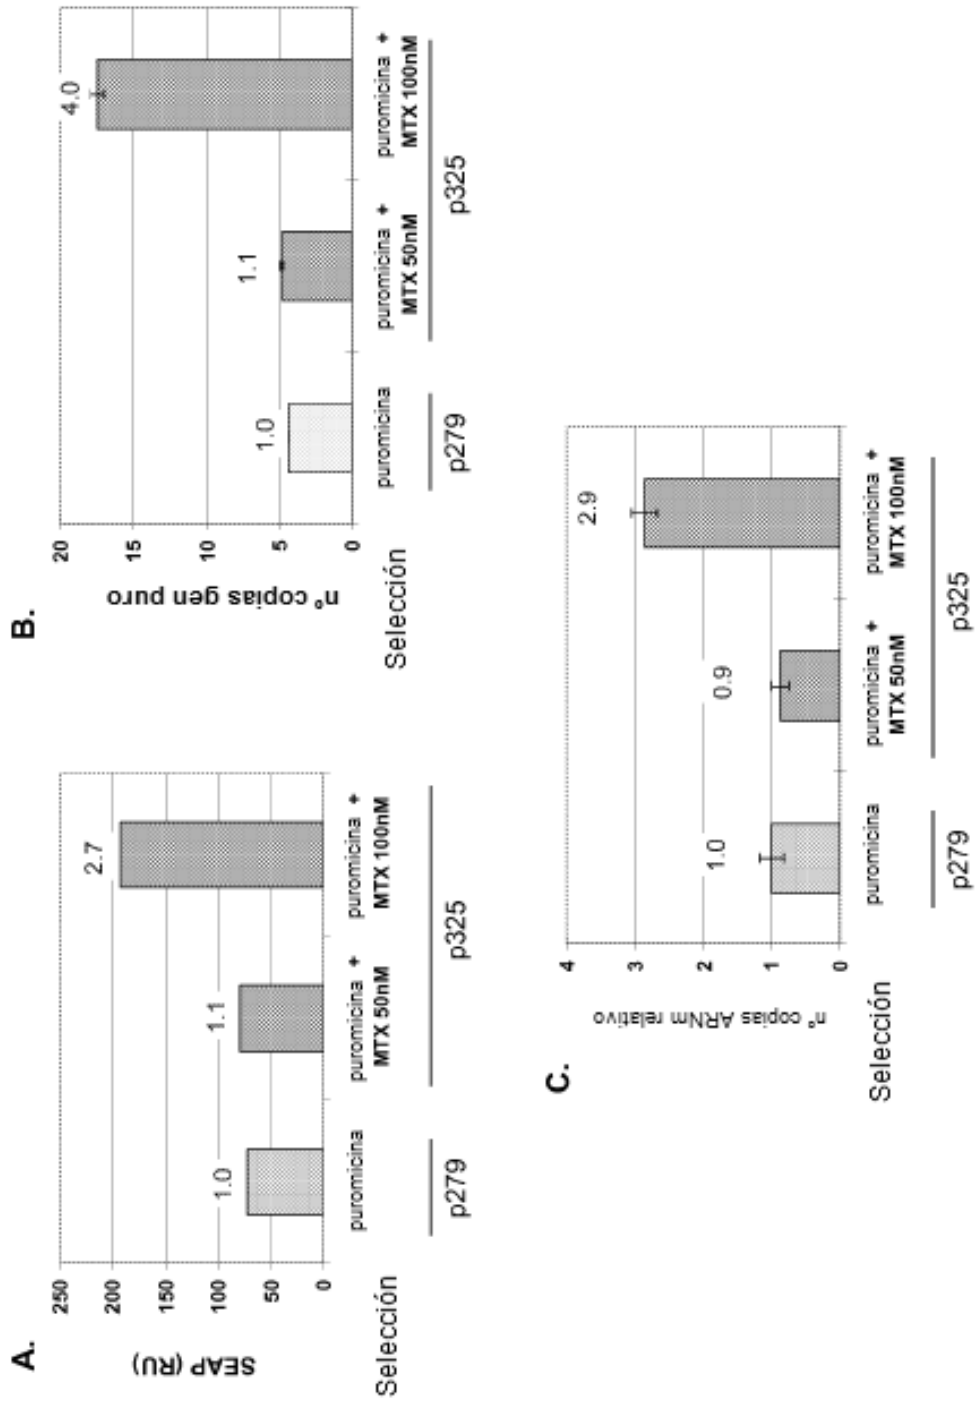 A.
SEAP (RU)
250
200
150
100
50
0
1.0
1.1
2.7
Selección
puromicina
puromicina +
MTX 50nM
puromicina +
MTX 100nM
p279
p325
B.
nº copias gen puro
20
15
10
5
0
1.0
1.1
4.0
Selección
puromicina
puromicina +
MTX 50nM
puromicina +
MTX 100nM
p279
p325
C.
nº copias ARNm relativo
4
3
2
1
0
1.0
0.9
2.9
Selección
puromicina
puromicina +
MTX 50nM
puromicina +
MTX 100nM
p279
p325